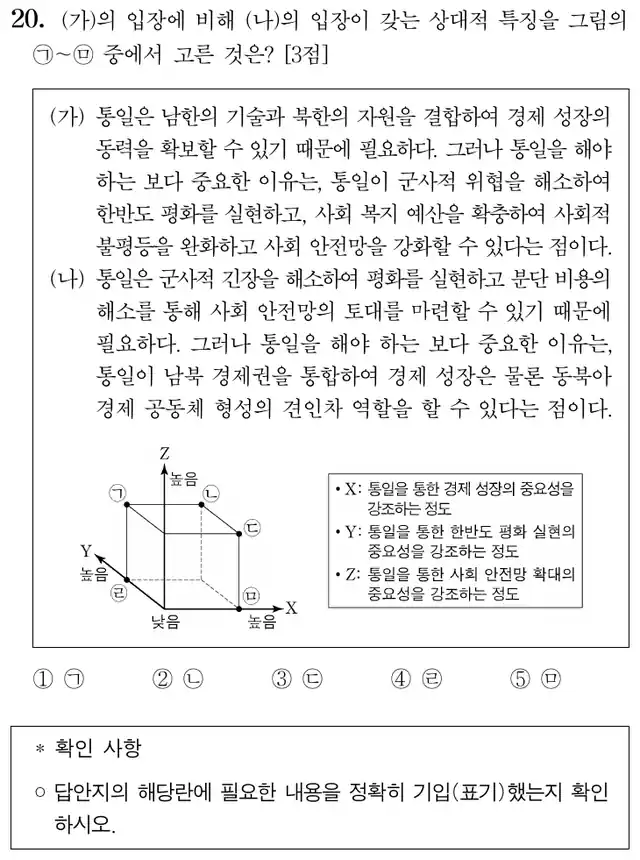 20. (가)의 입장에 비해 (나)의 입장이 갖는 상대적 특징을 그림의
㉠~㉤ 중에서 고른 것은? [3점]
(가) 통일은 남한의 기술과 북한의 자원을 결합하여 경제 성장의
동력을 확보할 수 있기 때문에 필요하다. 그러나 통일을 해야
하는 보다 중요한 이유는, 통일이 군사적 위협을 해소하여
한반도 평화를 실현하고, 사회 복지 예산을 확충하여 사회적
불평등을 완화하고 사회 안전망을 강화할 수 있다는 점이다.
(나) 통일은 군사적 긴장을 해소하여 평화를 실현하고 분단 비용의
해소를 통해 사회 안전망의 토대를 마련할 수 있기 때문에
필요하다. 그러나 통일을 해야 하는 보다 중요한 이유는,
통일이 남북 경제권을 통합하여 경제 성장은 물론 동북아
경제 공동체 형성의 견인차 역할을 할 수 있다는 점이다.
Z
높음
㉠
㉡
㉢
Y
높음
㉣
㉤
X
낮음
높음
• X: 통일을 통한 경제 성장의 중요성을
강조하는 정도
• Y: 통일을 통한 한반도 평화 실현의
중요성을 강조하는 정도
• Z: 통일을 통한 사회 안전망 확대의
중요성을 강조하는 정도
① ㉠ ② ㉡ ③ ㉢ ④ ㉣ ⑤ ㉤
* 확인 사항
○ 답안지의 해당란에 필요한 내용을 정확히 기입(표기)했는지 확인
하시오.